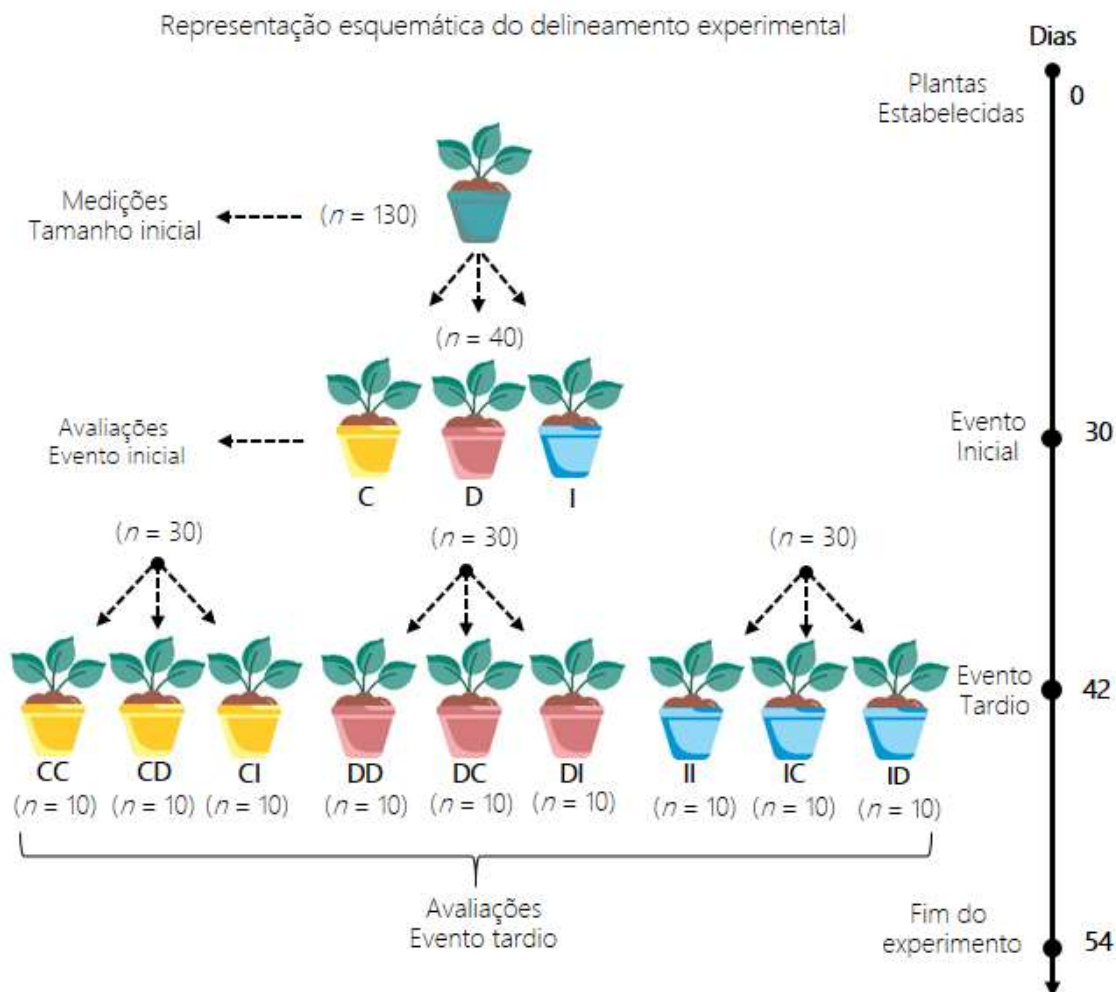 Representação esquemática do delineamento experimental
Dias
Plantas
Estabelecidas
0
Medições
Tamanho inicial
(n = 130)
(n = 40)
Avaliações
Evento inicial
C
D
I
Evento
Inicial
30
(n = 30)
(n = 30)
(n = 30)
Evento
Tardio
42
CC
CD
CI
DD
DC
DI
II
IC
ID
(n = 10)
(n = 10)
(n = 10)
(n = 10)
(n = 10)
(n = 10)
(n = 10)
(n = 10)
(n = 10)
Avaliações
Evento tardio
Fim do
experimento
54